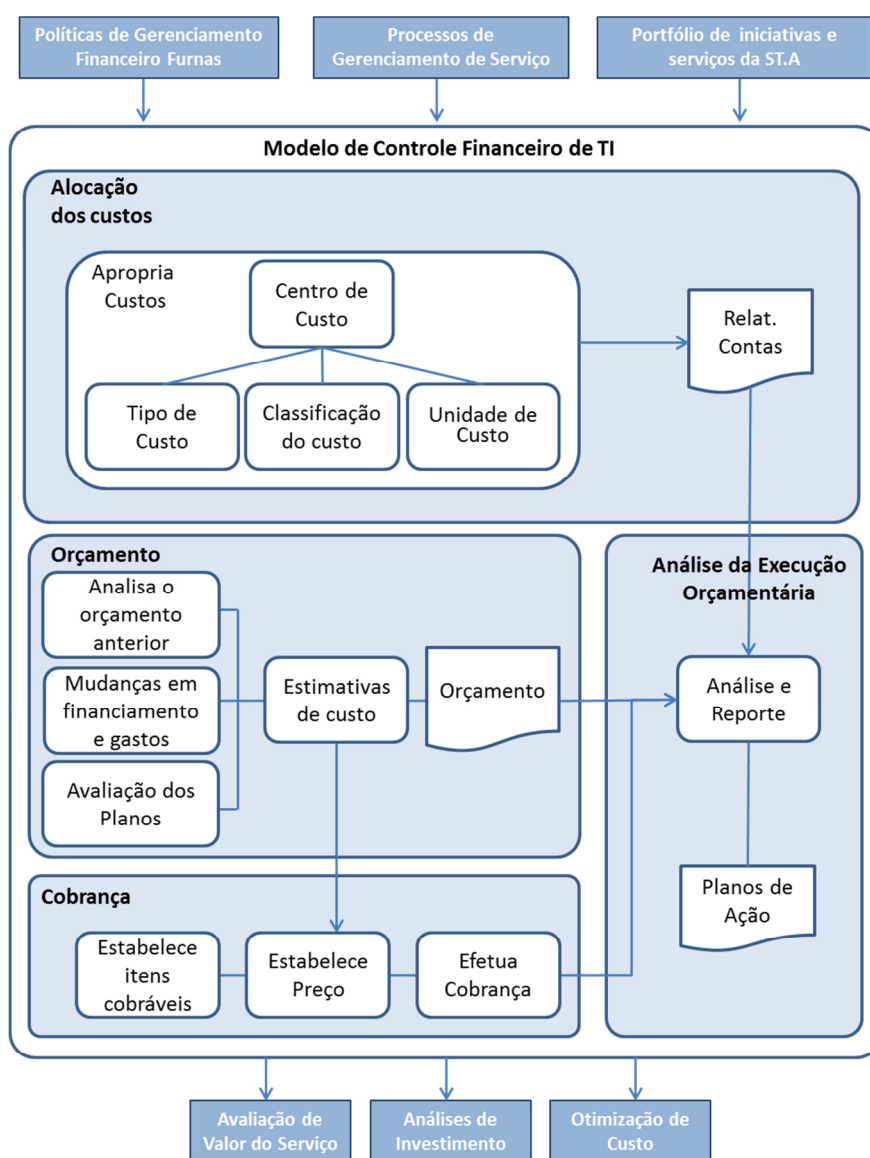 Políticas de Gerenciamento
Financeiro Furnas
Processos de
Gerenciamento de Serviço
Portfólio de iniciativas e
serviços da ST.A
Modelo de Controle Financeiro de TI
Alocação
dos custos
Apropria
Custos
Centro de
Custo
Tipo de
Custo
Classificação
do custo
Unidade de
Custo
Relat.
Contas
Orçamento
Analisa o
orçamento
anterior
Mudanças em
financiamento
e gastos
Avaliação dos
Planos
Estimativas
de custo
Orçamento
Análise da Execução
Orçamentária
Análise e
Reporte
Planos de
Ação
Cobrança
Estabelece
itens
cobráveis
Estabelece
Preço
Efetua
Cobrança
Avaliação de
Valor do Serviço
Análises de
Investimento
Otimização de
Custo